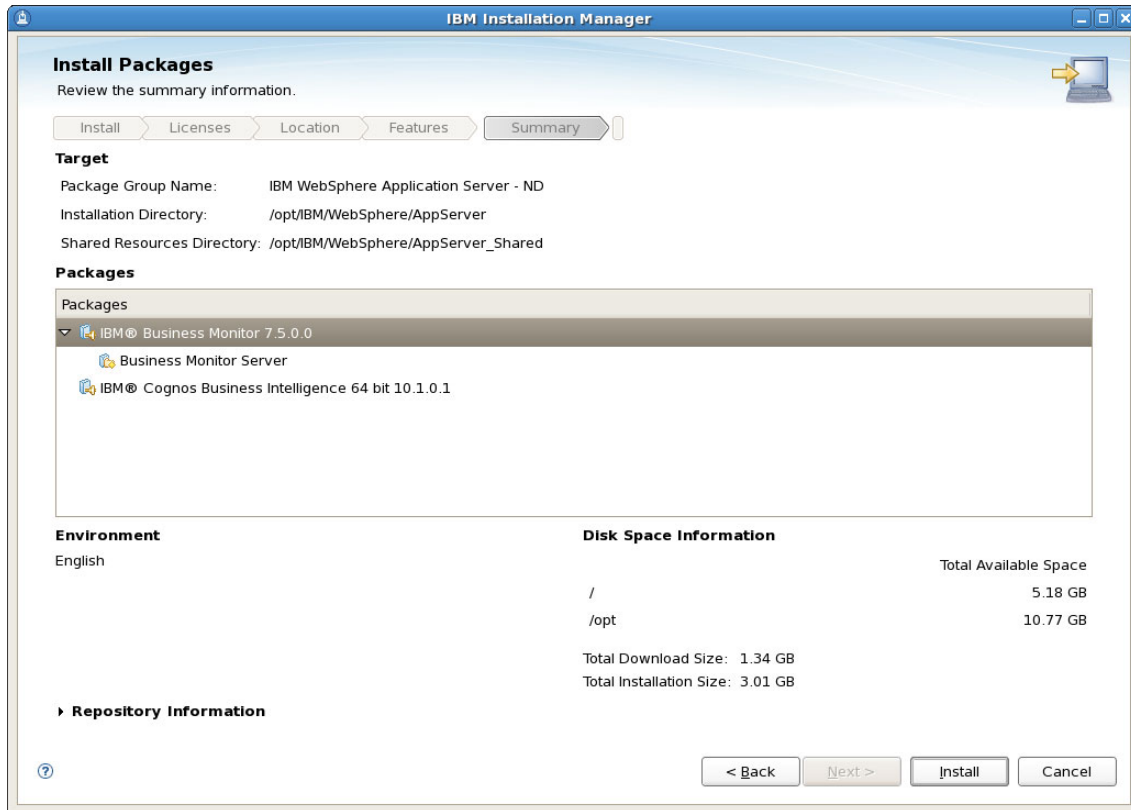 IBM Installation Manager
Install Packages
Review the summary information.
Install Licenses Location Features Summary
Target
Package Group Name: IBM WebSphere Application Server - ND
Installation Directory: /opt/IBM/WebSphere/AppServer
Shared Resources Directory: /opt/IBM/WebSphere/AppServer_Shared
Packages
Packages
IBM® Business Monitor 7.5.0.0
Business Monitor Server
IBM® Cognos Business Intelligence 64 bit 10.1.0.1
Environment
English
Disk Space Information
Total Available Space
/ 5.18 GB
/opt 10.77 GB
Total Download Size: 1.34 GB
Total Installation Size: 3.01 GB
Repository Information
? < Back Next > Install Cancel